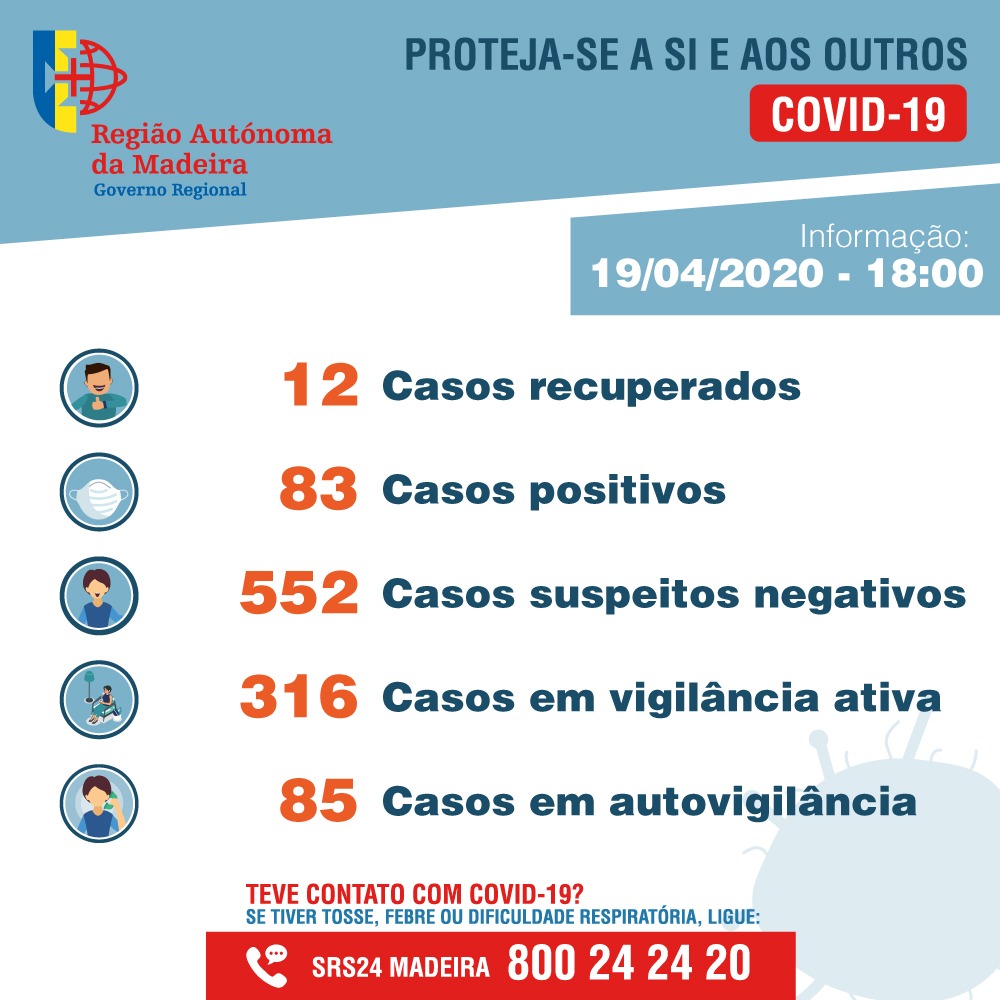 PROTEJA-SE A SI E AOS OUTROS
COVID-19
Região Autónoma
da Madeira
Governo Regional
Informação:
19/04/2020 - 18:00
12 Casos recuperados
83 Casos positivos
552 Casos suspeitos negativos
316 Casos em vigilância ativa
85 Casos em autovigilância
TEVE CONTATO COM COVID-19?
SE TIVER TOSSE, FEBRE OU DIFICULDADE RESPIRATÓRIA, LIGUE:
SRS24 MADEIRA 800 24 24 20